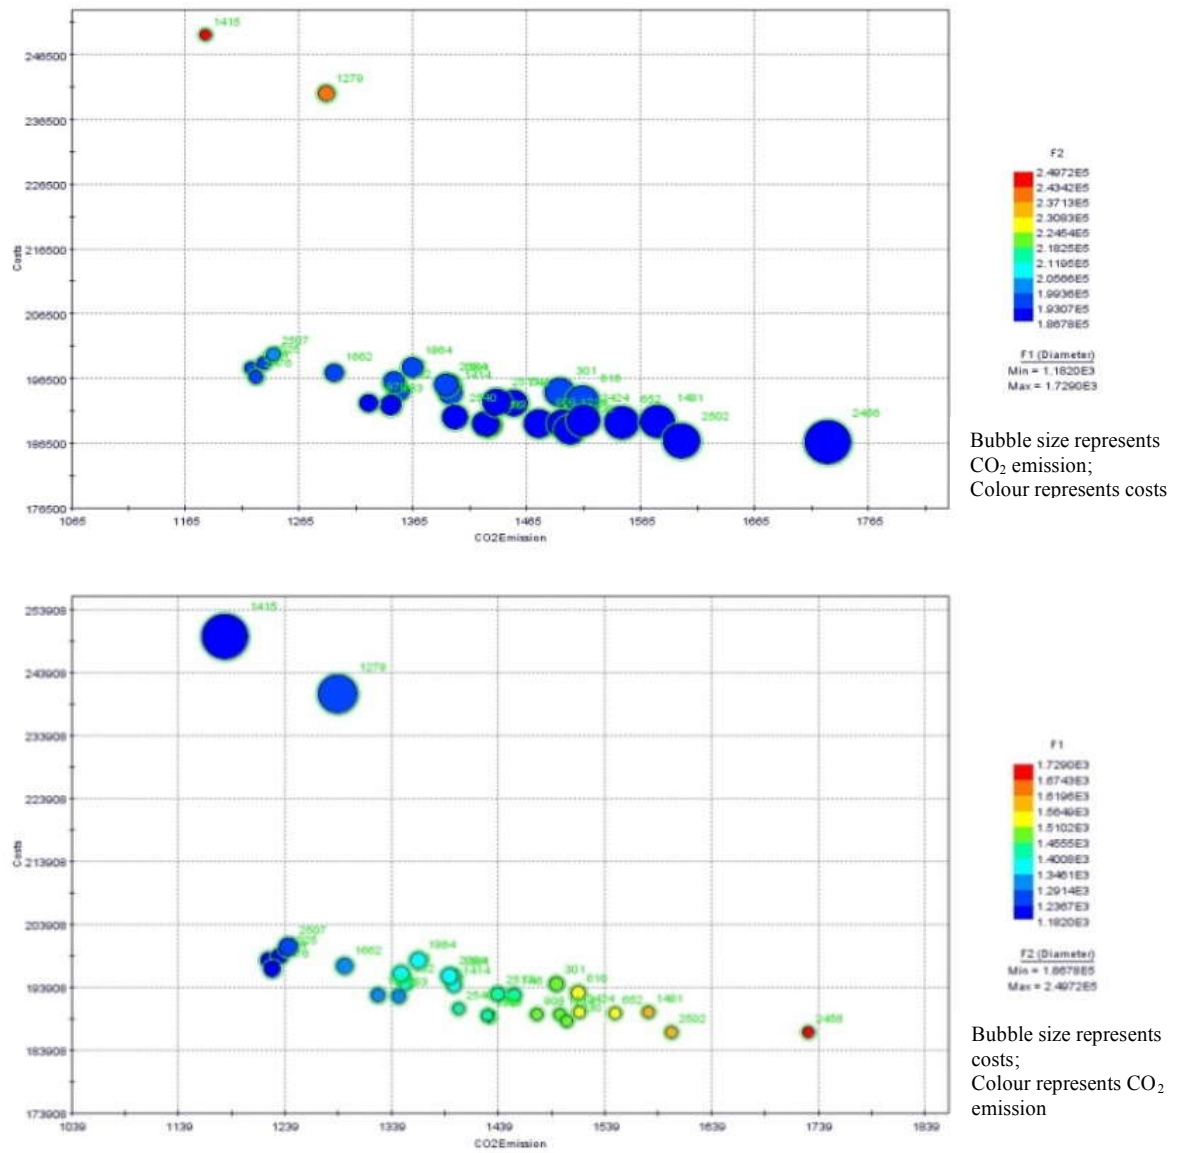 1415
246500
1279
236500
226500
216500
206500
196500
186500
176500
Costs
2507
1662
1864
1414
301
616
2424
652
1481
2502
2456
1065
1165
1265
1365
1465
1565
1665
1765
CO2Emission
F2
2.4972E5
2.4342E5
2.3713E5
2.3083E5
2.2454E5
2.1825E5
2.1195E5
2.0566E5
1.9936E5
1.9307E5
1.8678E5
F1 (Diameter)
Min = 1.1820E3
Max = 1.7290E3
Bubble size represents
CO₂ emission;
Colour represents costs
253908
1415
243908
1279
233908
223908
213908
203908
193908
183908
173908
Costs
2507
1662
1864
1414
301
616
2424
652
1481
2502
2456
1039
1139
1239
1339
1439
1539
1639
1739
1839
CO2Emission
F1
1.7290E3
1.6743E3
1.6196E3
1.5649E3
1.5102E3
1.4555E3
1.4008E3
1.3461E3
1.2914E3
1.2367E3
1.1820E3
F2 (Diameter)
Min = 1.8678E5
Max = 2.4972E5
Bubble size represents
costs;
Colour represents CO₂
emission